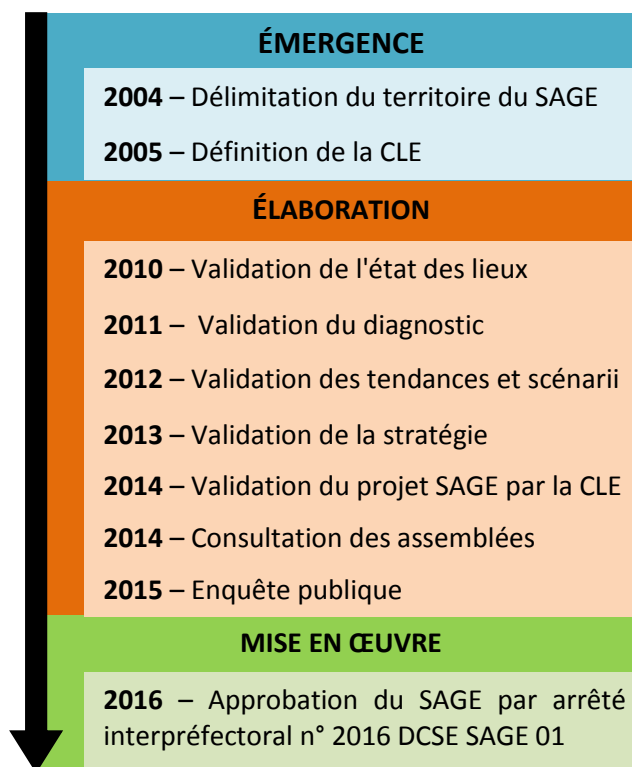 ÉMERGENCE
2004 – Délimitation du territoire du SAGE
2005 – Définition de la CLE
ÉLABORATION
2010 – Validation de l'état des lieux
2011 – Validation du diagnostic
2012 – Validation des tendances et scénarii
2013 – Validation de la stratégie
2014 – Validation du projet SAGE par la CLE
2014 – Consultation des assemblées
2015 – Enquête publique
MISE EN ŒUVRE
2016 – Approbation du SAGE par arrêté
interpréfectoral n° 2016 DCSE SAGE 01